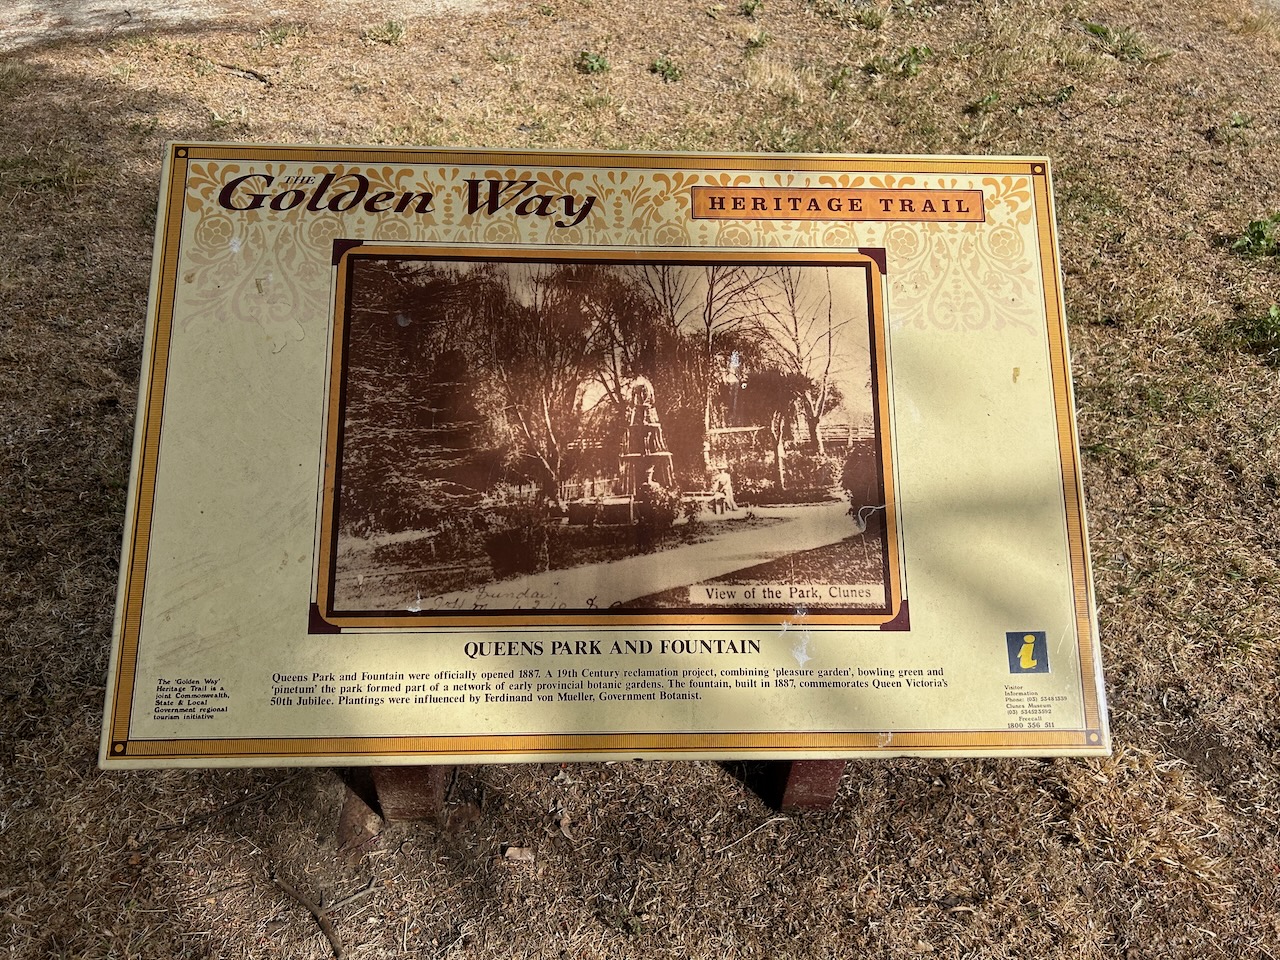 THE
Golden Way
HERITAGE TRAIL
Sunday.
View of the Park, Clunes
QUEENS PARK AND FOUNTAIN
Queens Park and Fountain were officially opened 1887. A 19th Century reclamation project, combining 'pleasure garden', bowling green and
'pinetum' the park formed part of a network of early provincial botanic gardens. The fountain, built in 1887, commemorates Queen Victoria's
50th Jubilee. Plantings were influenced by Ferdinand von Mueller, Government Botanist.
The 'Golden Way'
Heritage Trail is a
joint Commonwealth,
State & Local
Government regional
tourism initiative
i
Visitor
Information
Phone: (03)
Clunes Museum
(03)
Freecall
1800 356 511